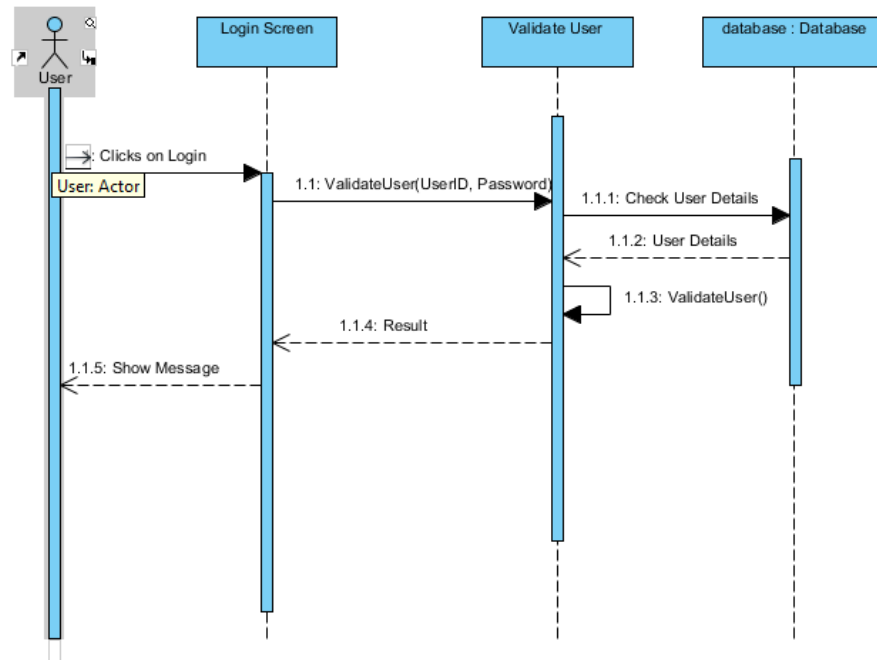 Login Screen
Validate User
database : Database
User
: Clicks on Login
User: Actor
1.1: ValidateUser(UserID, Password)
1.1.1: Check User Details
1.1.2: User Details
1.1.3: ValidateUser()
1.1.4: Result
1.1.5: Show Message